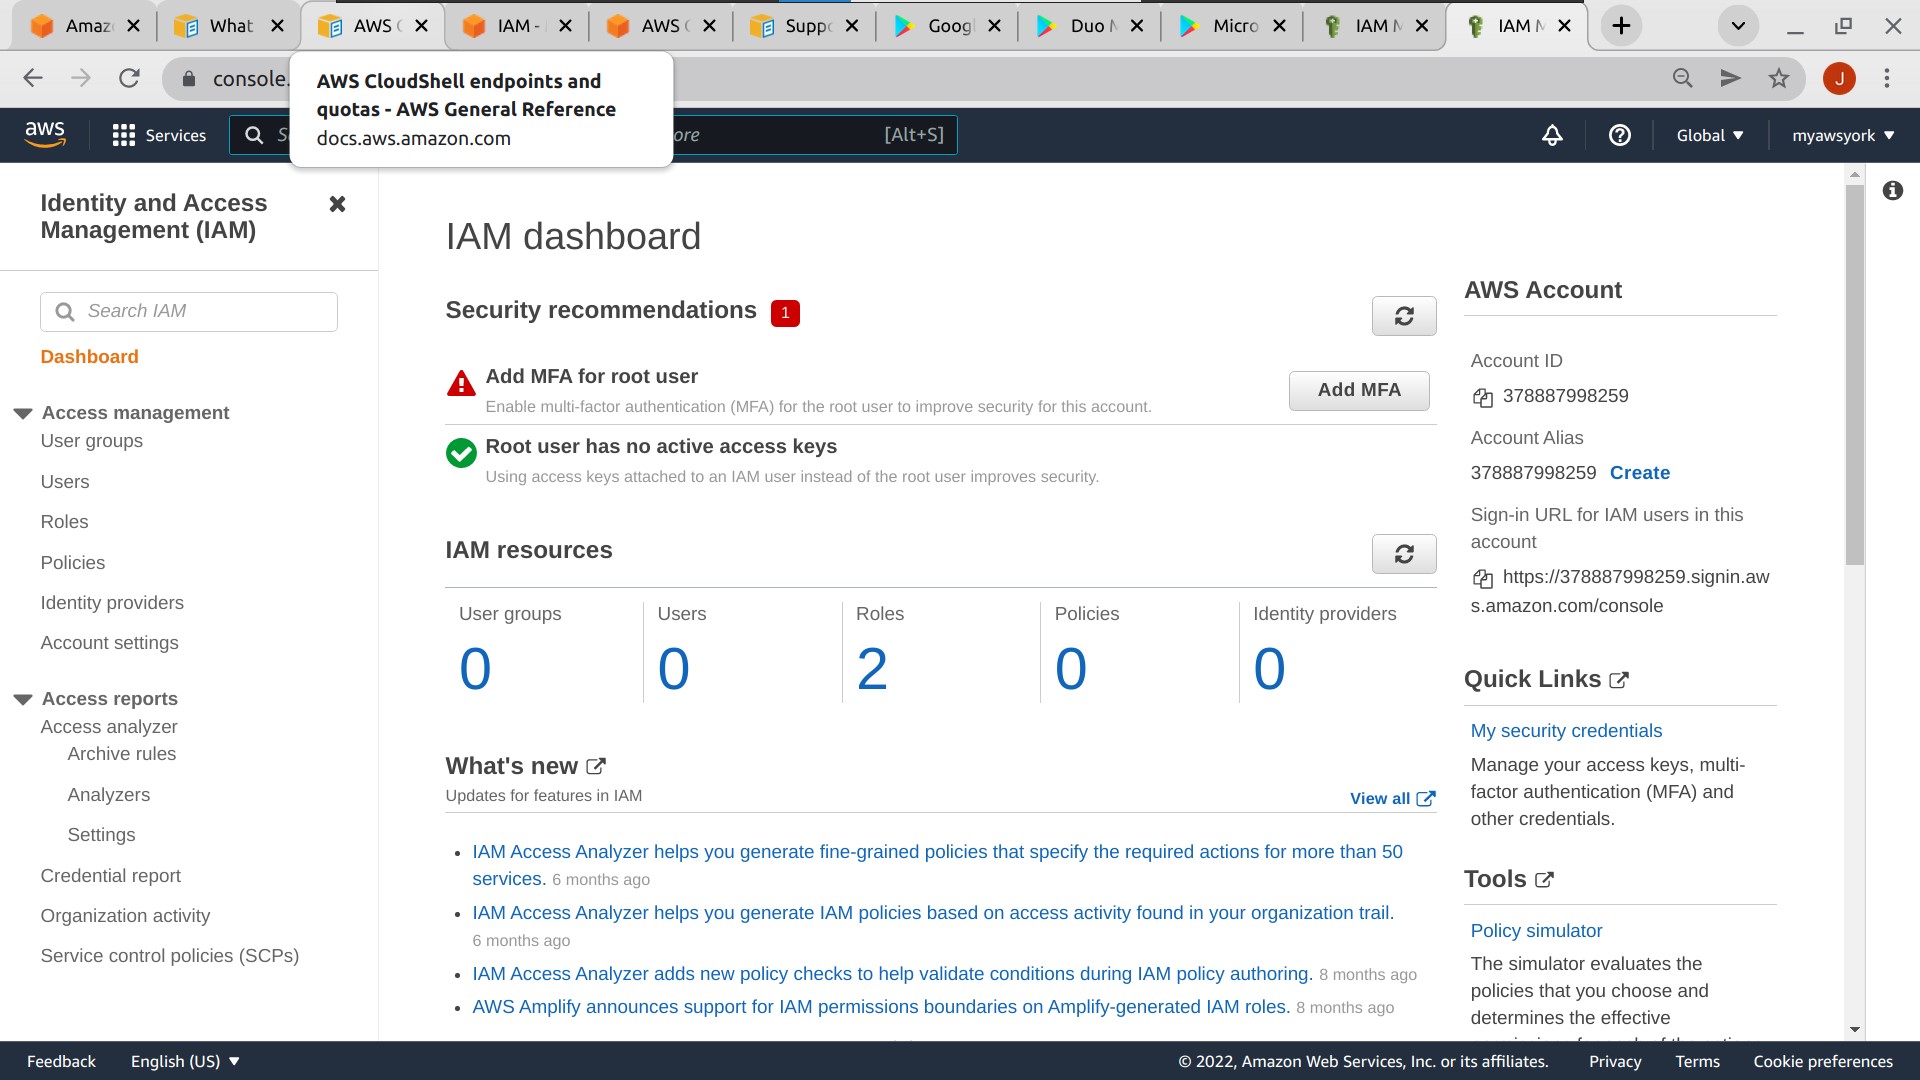 Amaz
What
AWS
IAM -
AWS
Supp
Googl
Duo
Micro
IAM
IAM
console.
J
AWS CloudShell endpoints and
quotas - AWS General Reference
docs.aws.amazon.com
aws
Services
ore
[Alt+S]
Global
myawsyork
Identity and Access
Management (IAM)
Search IAM
Dashboard
Access management
User groups
Users
Roles
Policies
Identity providers
Account settings
Access reports
Access analyzer
Archive rules
Analyzers
Settings
Credential report
Organization activity
Service control policies (SCPs)
IAM dashboard
Security recommendations 1
Add MFA for root user
Enable multi-factor authentication (MFA) for the root user to improve security for this account.
Add MFA
Root user has no active access keys
Using access keys attached to an IAM user instead of the root user improves security.
IAM resources
User groups
0
Users
0
Roles
2
Policies
0
Identity providers
0
What's new
Updates for features in IAM
View all
IAM Access Analyzer helps you generate fine-grained policies that specify the required actions for more than 50
services. 6 months ago
IAM Access Analyzer helps you generate IAM policies based on access activity found in your organization trail.
6 months ago
IAM Access Analyzer adds new policy checks to help validate conditions during IAM policy authoring. 8 months ago
AWS Amplify announces support for IAM permissions boundaries on Amplify-generated IAM roles. 8 months ago
AWS Account
Account ID
378887998259
Account Alias
378887998259 Create
Sign-in URL for IAM users in this
account
https://378887998259.signin.aw
s.amazon.com/console
Quick Links
My security credentials
Manage your access keys, multi-
factor authentication (MFA) and
other credentials.
Tools
Policy simulator
The simulator evaluates the
policies that you choose and
determines the effective
Feedback
English (US)
© 2022, Amazon Web Services, Inc. or its affiliates.
Privacy
Terms
Cookie preferences